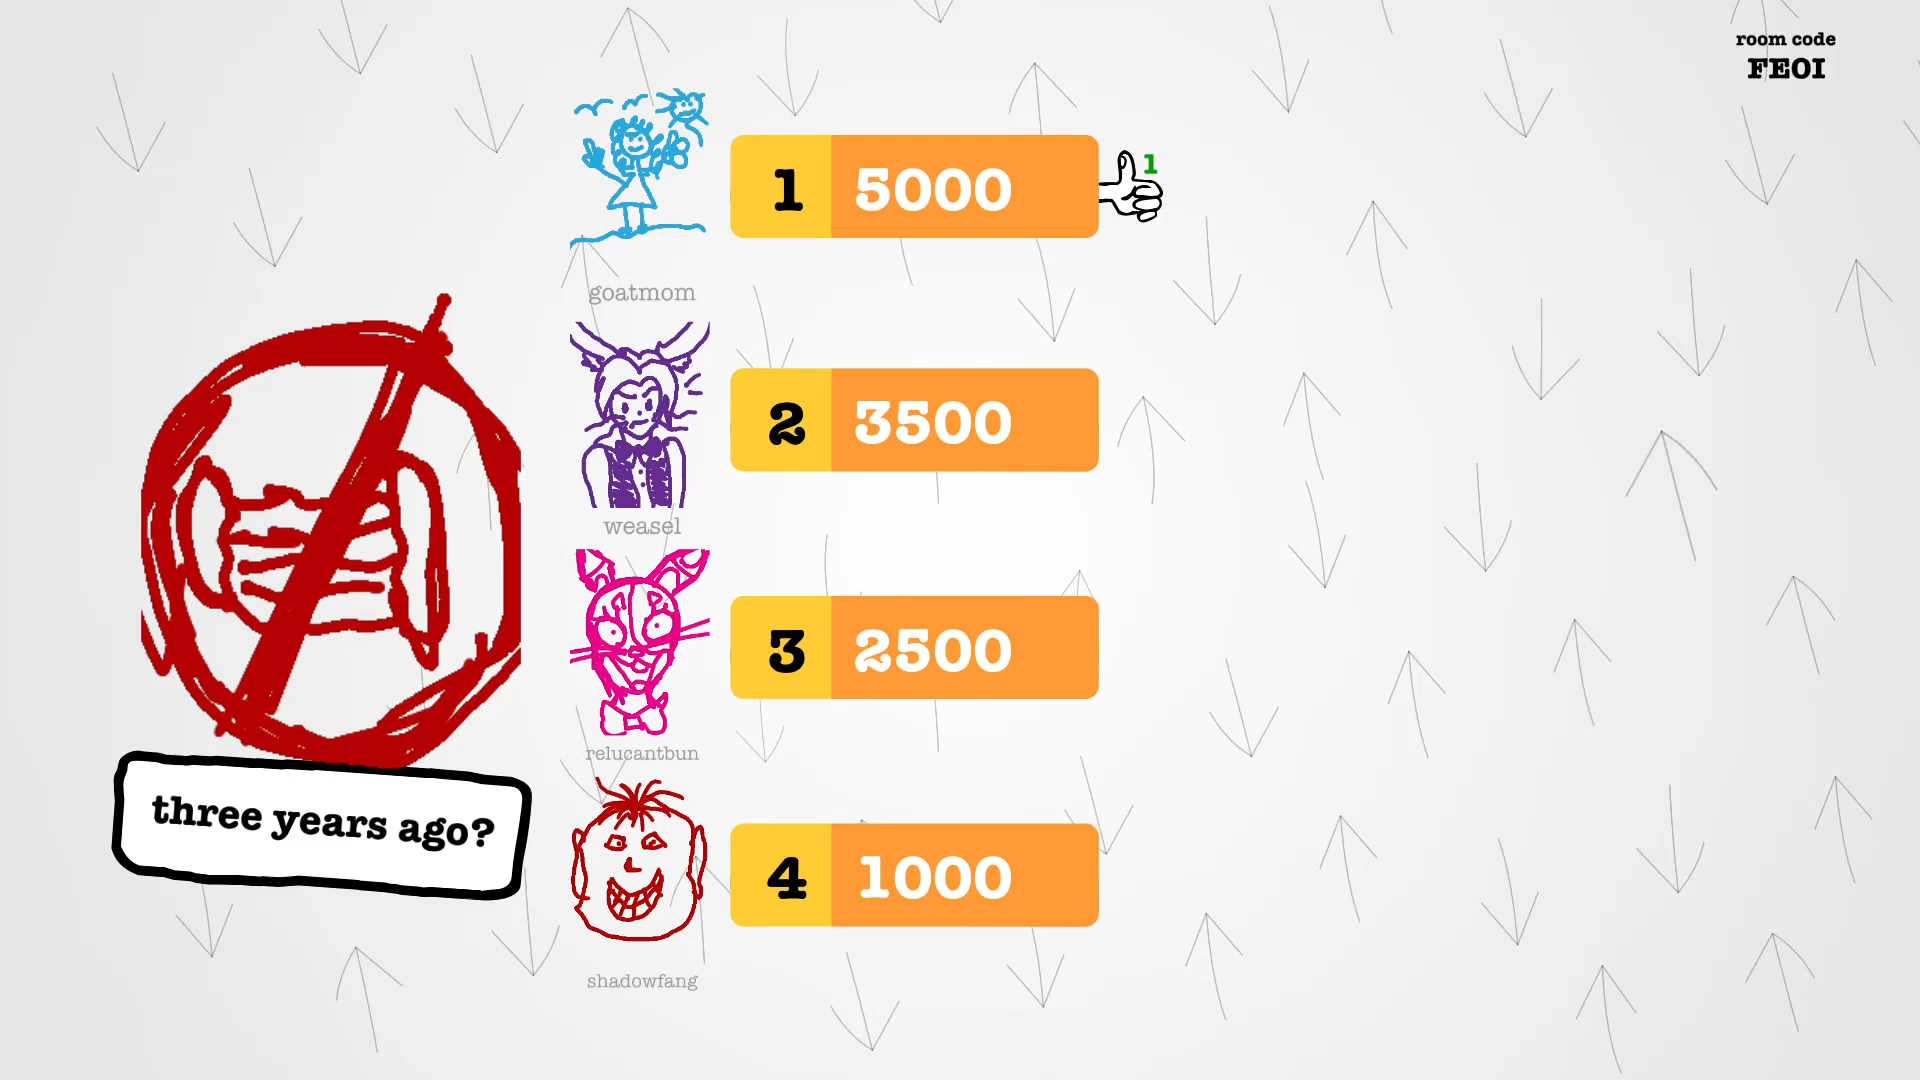 room code
FEOI
1 5000
1
goatmom
2 3500
weasel
3 2500
relucantbun
4 1000
shadowfang
three years ago?